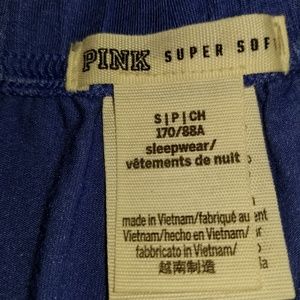 PINK SUPER SOF
S|P|CH
170/88A
sleepwear/
vêtements de nuit
made in Vietnam/fabriqué au
Vietnam/hecho en Vietnam/
fabbricato in Vietnam/
越南制造